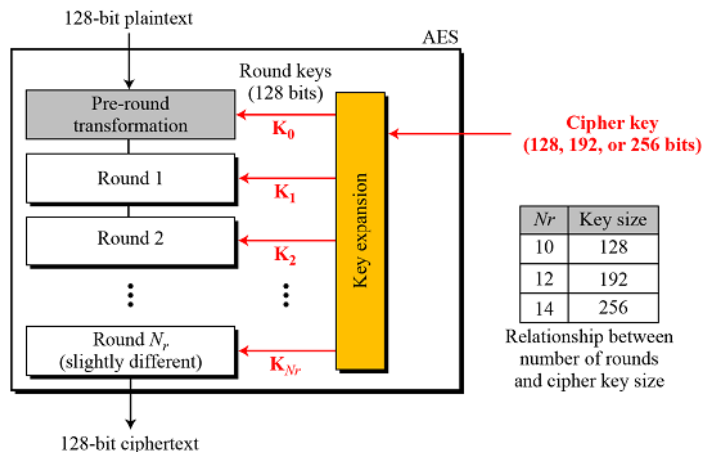 128-bit plaintext
AES
Round keys
(128 bits)
Pre-round
transformation
K0
Cipher key
(128, 192, or 256 bits)
Round 1
K1
Round 2
K2
Key expansion
Nr Key size
10 128
12 192
14 256
Relationship between
number of rounds
and cipher key size
Round Nr
(slightly different)
KNr
128-bit ciphertext